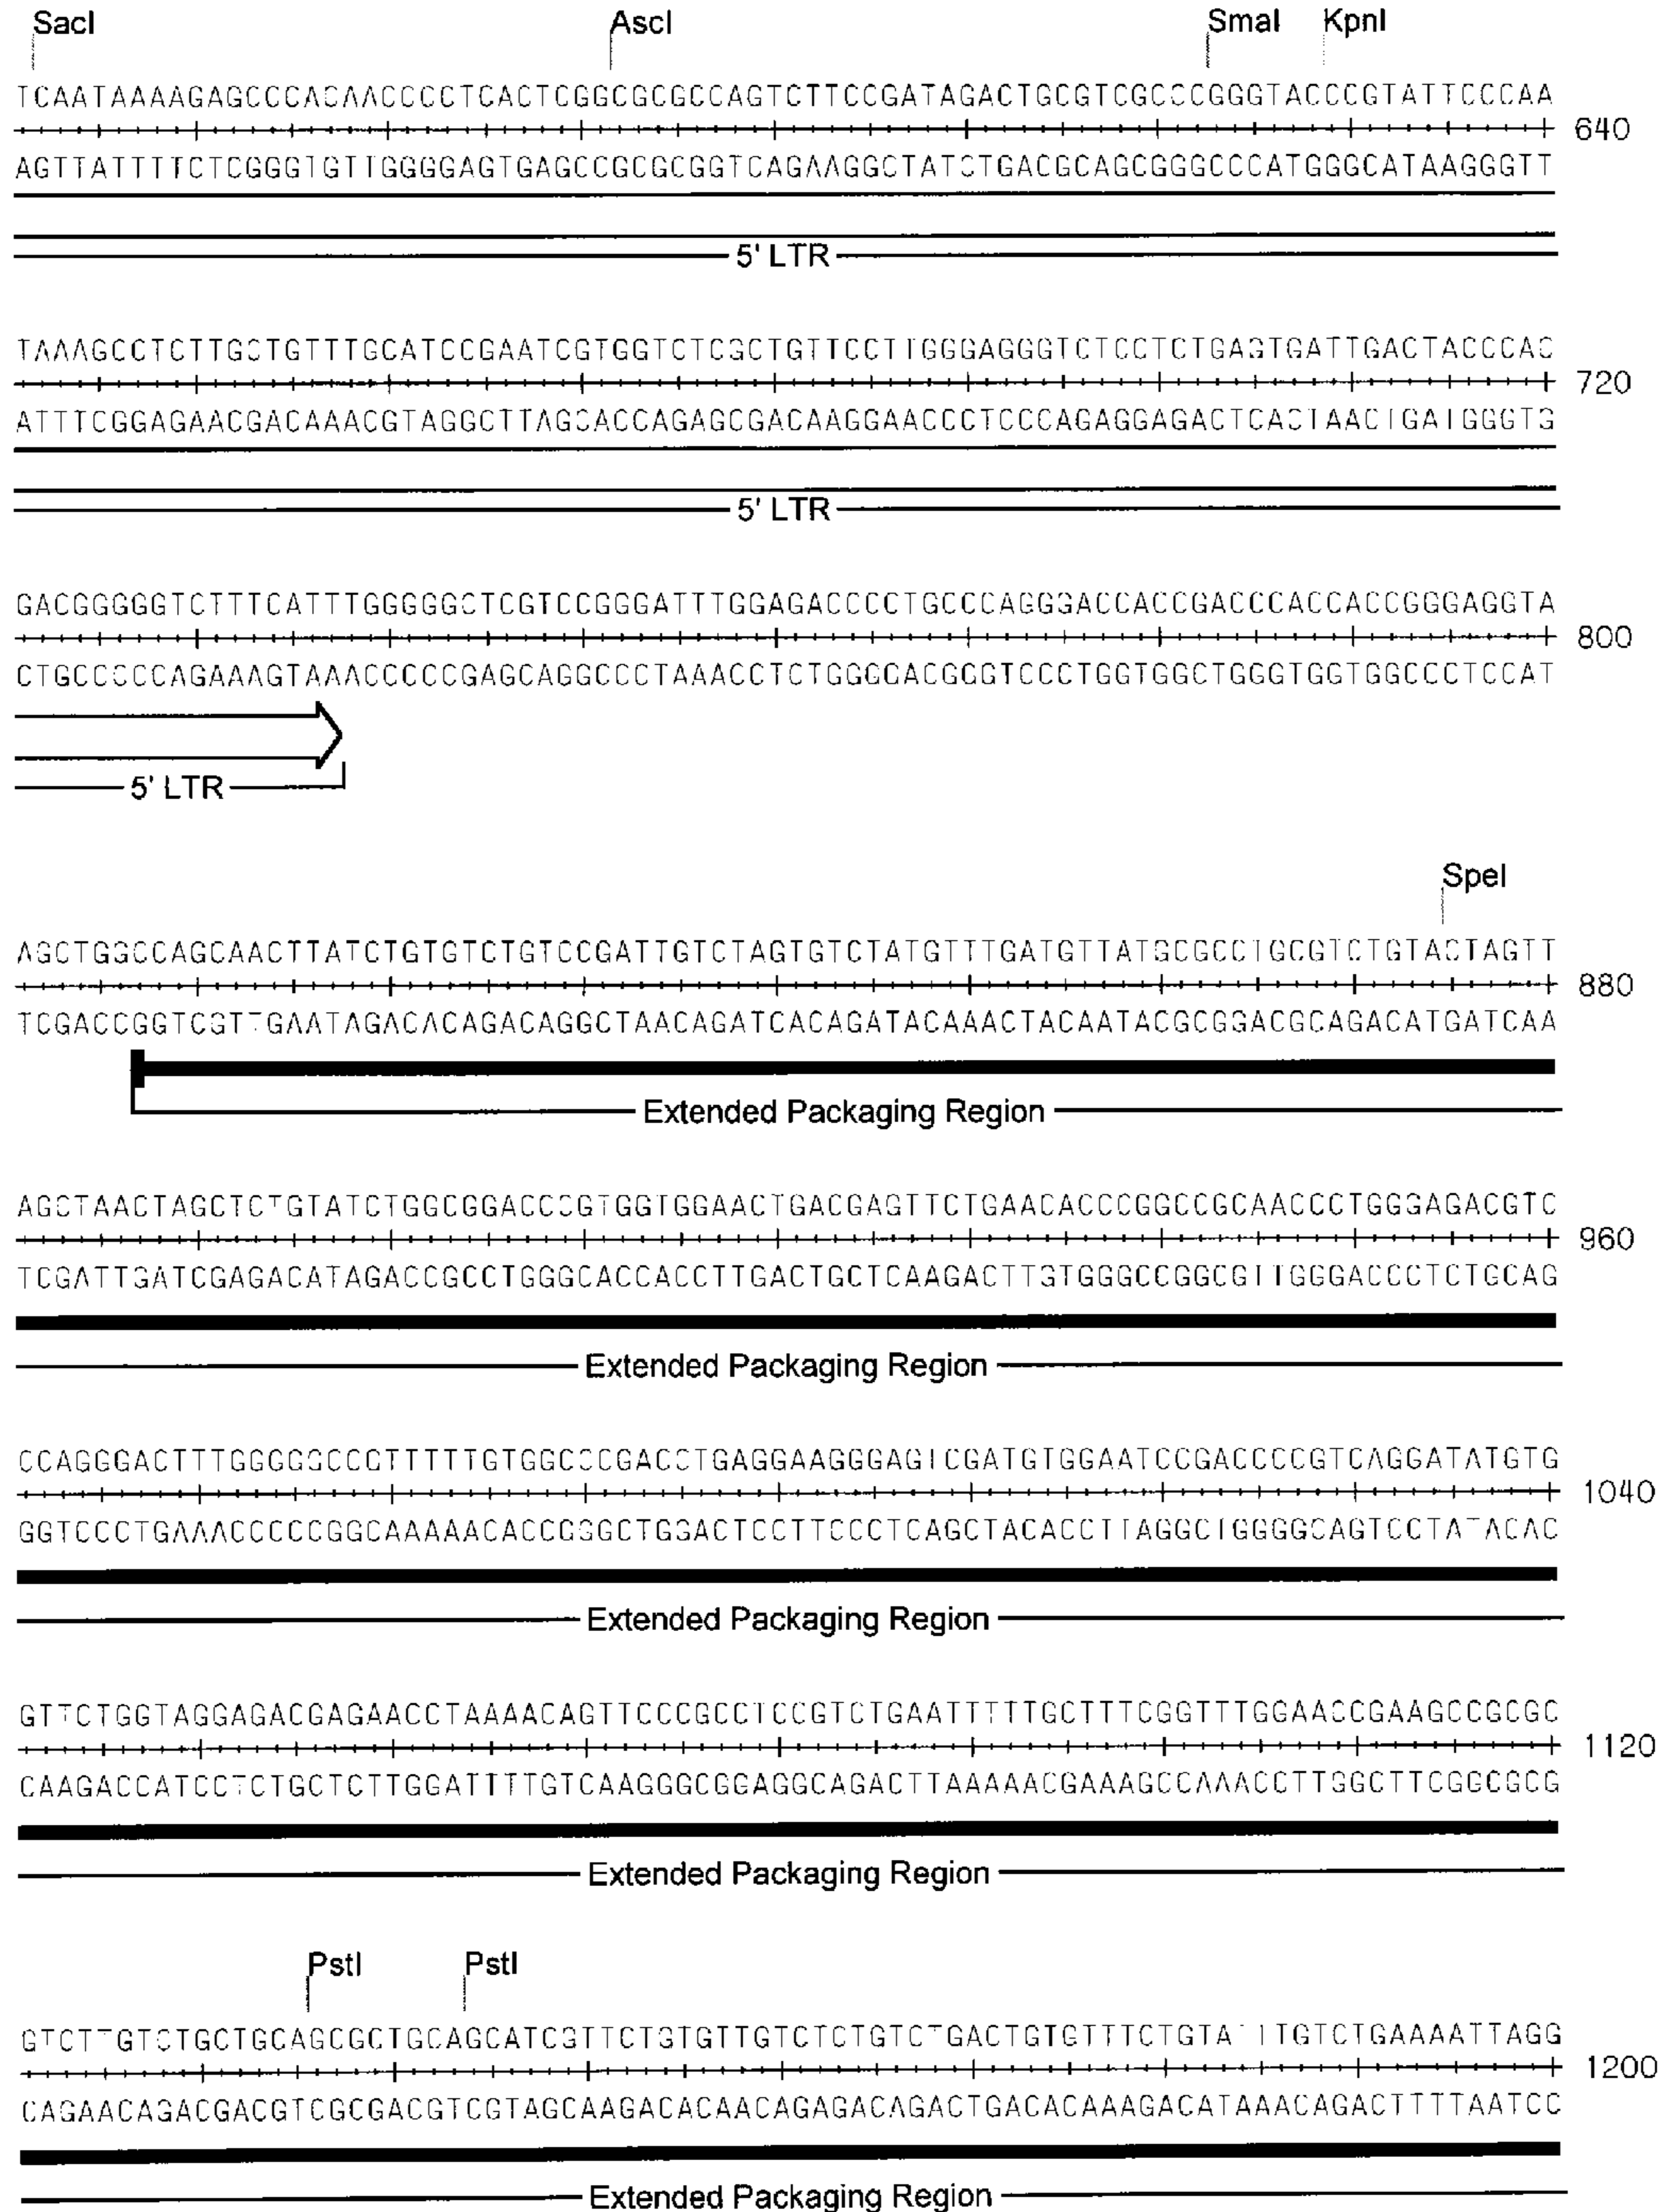 SacI AscI SmaI KpnI
TCAATAAAAGAGCCCACAACCCCTCACTCGGCGCGCCAGTCTTCCGATAGACTGCGTCGCCCGGGTACCCGTATTCCCAA
640
AGTTATTTTCTCGGGTGTTGGGGAGTGAGCCGCGCGGTCAGAAGGCTATCTGACGCAGCGGGCCCATGGGCATAAGGGTT
5' LTR
TAAAGCCTCTTGCTGTTTGCATCCGAATCGTGGTCTCGCTGTTCCTTGGGAGGGTCTCCTCTGAGTGATTGACTACCCAC
720
ATTTCGGAGAACGACAAACGTAGGCTTAGCACCAGAGCGACAAGGAACCCTCCCAGAGGAGACTCACTAACTGATGGGTG
5' LTR
GACGGGGGTCTTTCATTTGGGGGCTCGTCCGGGATTTGGAGACCCCTGCCCAGGGACCACCGACCCACCACCGGGAGGTA
800
CTGCCCCCAGAAAGTAAACCCCCGAGCAGGCCCTAAACCTCTGGGGACGGGTCCCTGGTGGCTGGGTGGTGGCCCTCCAT
5' LTR
SpeI
AGCTGGCCAGCAACTTATCTGTGTCTGTCCGATTGTCTAGTGTCTATGTTTGATGTTATGCGCCTGCGTCTGTACTAGTT
880
TCGACCGGTCGTTGAATAGACACAGACAGGCTAACAGATCACAGATACAAACTACAATACGCGGACGCAGACATGATCAA
Extended Packaging Region
AGCTAACTAGCTCTGTATCTGGCGGACCCGTGGTGGAACTGACGAGTTCTGAACACCCGGCCGCAACCCTGGGAGACGTC
960
TCGATTGATCGAGACATAGACCGCCTGGGCACCACCTTGACTGCTCAAGACTTGTGGGCCGGCGTTGGGACCCTCTGCAG
Extended Packaging Region
CCAGGGACTTTGGGGGCCGTTTTTGTGGCCCGACCTGAGGAAGGGAGTCGATGTGGAATCCGACCCCGTCAGGATATGTG
1040
GGTCCCTGAAACCCCCGGCAAAAACACCGGGCTGGACTCCTTCCCTCAGCTACACCTTAGGCTGGGGCAGTCCTATACAC
Extended Packaging Region
GTTCTGGTAGGAGACGAGAACCTAAAACAGTTCCCGCCTCCGTCTGAATTTTTGCTTTCGGTTTGGAACCGAAGCCGCGC
1120
CAAGACCATCCTCTGCTCTTGGATTTTGTCAAGGGCGGAGGCAGACTTAAAAACGAAAGCCAAACCTTGGCTTCGGCGCG
Extended Packaging Region
PstI PstI
GTCTTGTCTGCTGCAGCGCTGCAGCATCGTTCTGTGTTGTCTCTGTCTGACTGTGTTTCTGTATTTGTCTGAAAATTAGG
1200
CAGAACAGACGACGTCGCGACGTCGTAGCAAGACACAACAGAGACAGACTGACACAAAGACATAAACAGACTTTTAATCC
Extended Packaging Region